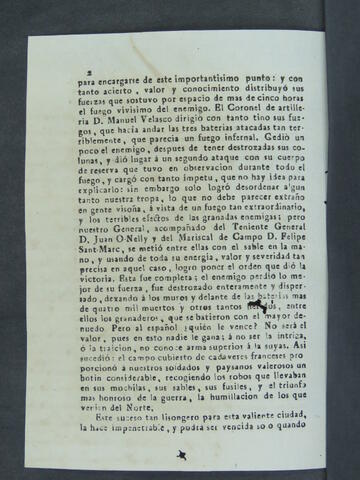 2
para encargarse de este importantisimo punto: y con
tanto acierto, valor y conocimiento distribuyó sus
fuerzas que sostuvo por espacio de mas de cinco horas
el fuego vivisimo del enemigo. El Coronel de artille-
ria D. Manuel Velasco dirigió con tanto tino sus fue-
gos, que hacia andar las tres baterias atacadas tan ter-
riblemente, que parecia un fuego infernal. Cedió un
poco el enemigo, despues de tener destrozadas sus co-
lunas, y dió lugar á un segundo ataque con su cuerpo
de reserva que tuvo en observacion durante todo el
fuego, y cargó con tanto impetu, que no hay idea para
explicarlo: sin embargo solo logró desordenar algun
tanto nuestra tropa, lo que no debe parecer extraño
en gente visoña, á vista de un fuego tan extraordinario,
y los terribles efectos de las granadas enemigas; pero
nuestro General, acompañado del Teniente General
D. Juan O-Nelly y del Mariscal de Campo D. Felipe
Sant-Marc, se metió entre ellas con el sable en la ma-
no, y usando de toda su energia, valor y severidad tan
precisa en aquel caso, logro poner el orden que dió la
victoria. Esta fue completa; el enemigo perdió lo me-
jor de su fuerza, fue destrozado enteramente y disper-
sado, dexando á los muros y delante de las baterías mas
de quatro mil muertos y otros tantos heridos, entre
ellos los granaderos, que se batieron con el mayor de-
nuedo Pero al español ¿quién le vence? No será el
valor, pues en esto nadie le gana: á no ser la intriga,
ó la traicion, no conoce arma superior á la suyas. Asi
sucedió: el campo cubierto de cadaveres franceses pro-
porcionó á nuestros soldados y paysanos valerosos un
botin considerable, recogiendo los robos que llevaban
en sus mochilas, sus sables, sus fusiles, y el triunfo
mas honroso de la guerra, la humillacion de los que
venian del Norte.
Este suceso tan lisongero para esta valiente ciudad,
la hace impenetrable, y podrá ser vencida so o quando